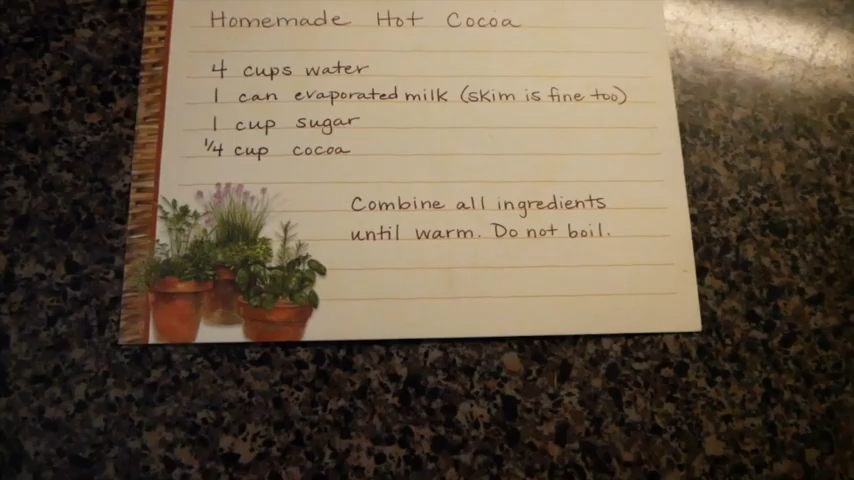 Homemade Hot Cocoa
4 cups water
1 can evaporated milk (skim is fine too)
1 cup sugar
1/4 cup cocoa
Combine all ingredients
until warm. Do not boil.